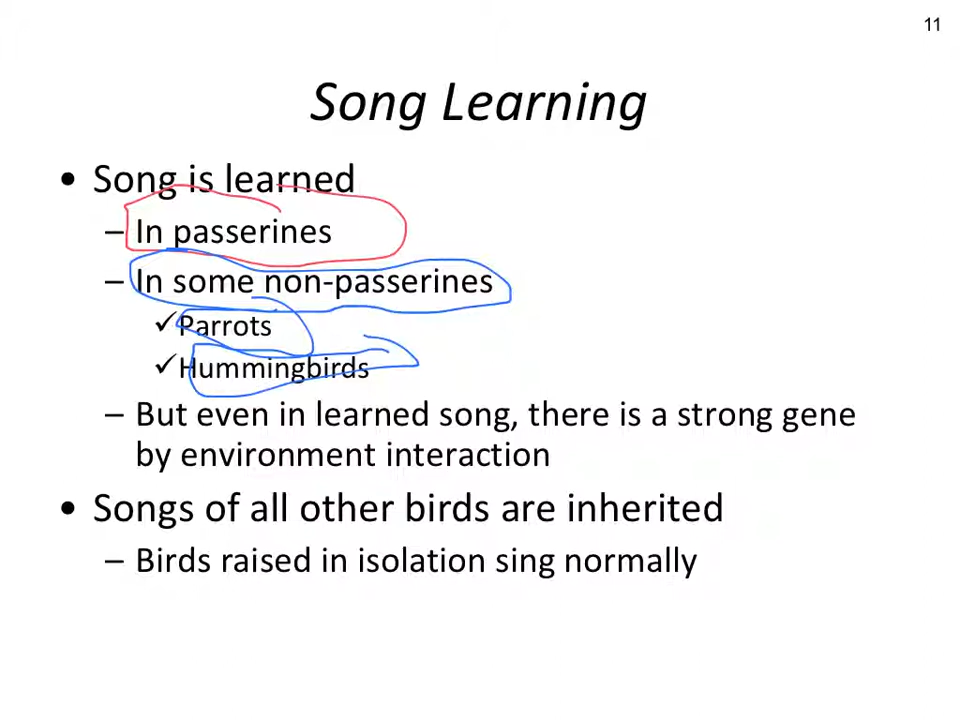 11
Song Learning
• Song is learned
– In passerines
– In some non-passerines
✓Parrots
✓Hummingbirds
– But even in learned song, there is a strong gene
by environment interaction
• Songs of all other birds are inherited
– Birds raised in isolation sing normally